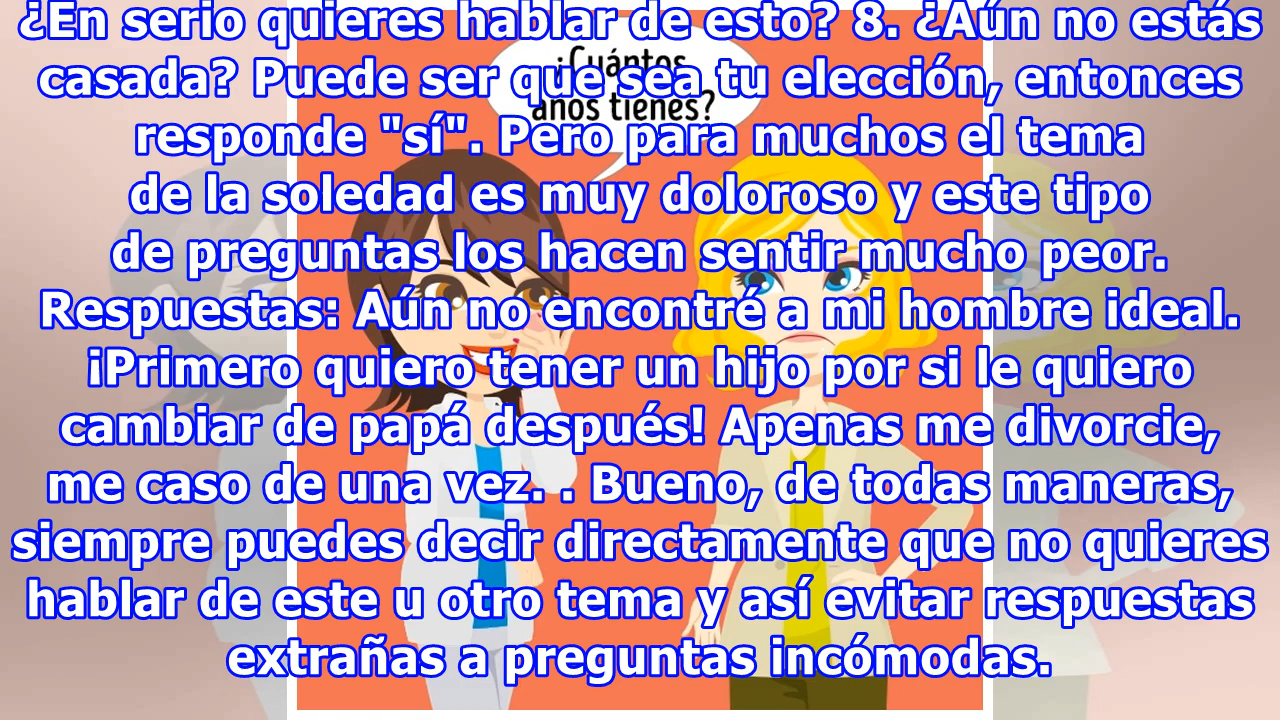 ¿En serio quieres hablar de esto? 8. ¿Aún no estás
casada? Puede ser que sea tu elección, entonces
responde "sí". Pero para muchos el tema
de la soledad es muy doloroso y este tipo
de preguntas los hacen sentir mucho peor.
Respuestas: Aún no encontré a mi hombre ideal.
¡Primero quiero tener un hijo por si le quiero
cambiar de papá después! Apenas me divorcie,
me caso de una vez. . Bueno, de todas maneras,
siempre puedes decir directamente que no quieres
hablar de este u otro tema y así evitar respuestas
extrañas a preguntas incómodas.
¿Cuántos
años tienes?